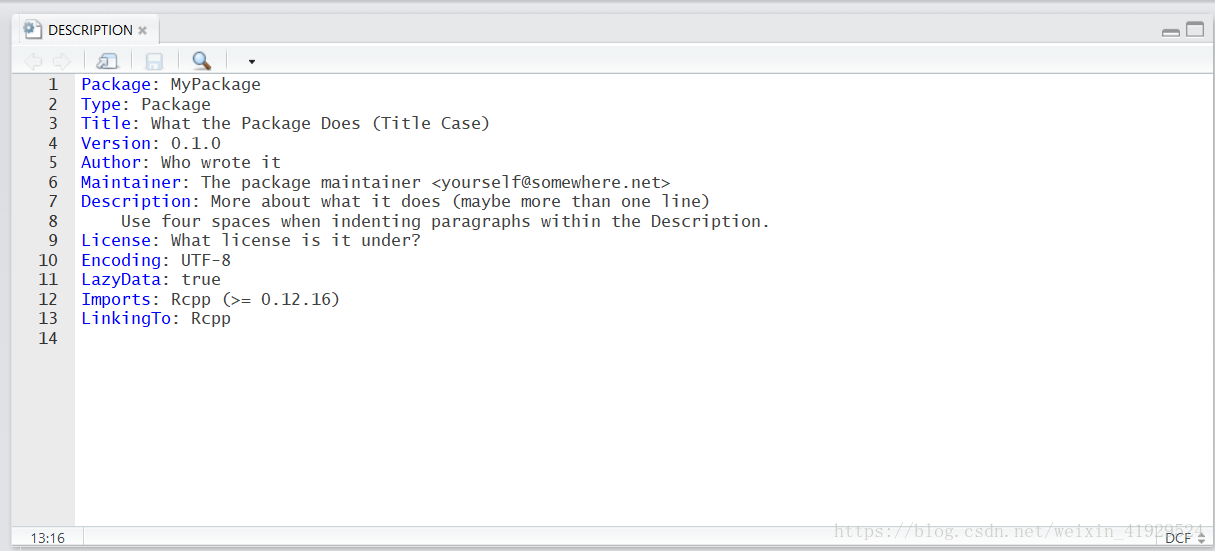 DESCRIPTION
1 Package: MyPackage
2 Type: Package
3 Title: What the Package Does (Title Case)
4 Version: 0.1.0
5 Author: Who wrote it
6 Maintainer: The package maintainer <yourself@somewhere.net>
7 Description: More about what it does (maybe more than one line)
8     Use four spaces when indenting paragraphs within the Description.
9 License: What license is it under?
10 Encoding: UTF-8
11 LazyData: true
12 Imports: Rcpp (>= 0.12.16)
13 LinkingTo: Rcpp
14
https://blog.csdn.net/weixin_41929524
13:16 DCF